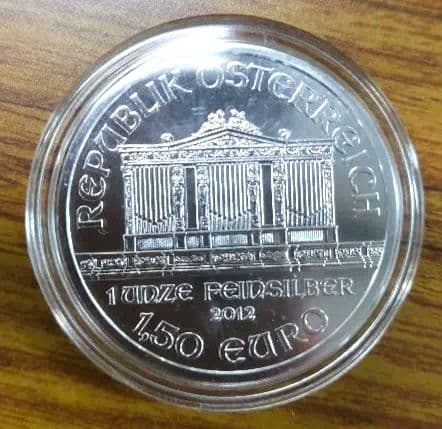 REPUBLIK ÖSTERREICH
1 UNZE FEINSILBER
2012
1,50 EURO